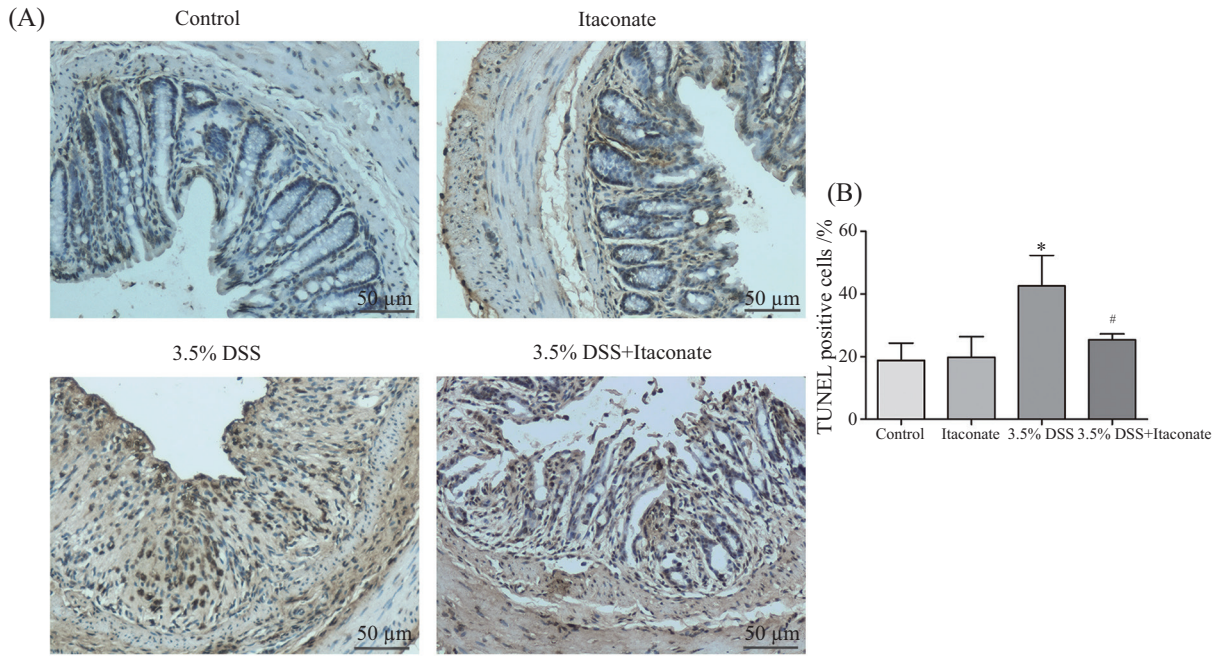 (A)
Control
Itaconate
50 μm
50 μm
3.5% DSS
3.5% DSS+Itaconate
50 μm
50 μm
(B)
TUNEL positive cells /%
60
40
20
0
*
#
Control
Itaconate
3.5% DSS
3.5% DSS+Itaconate